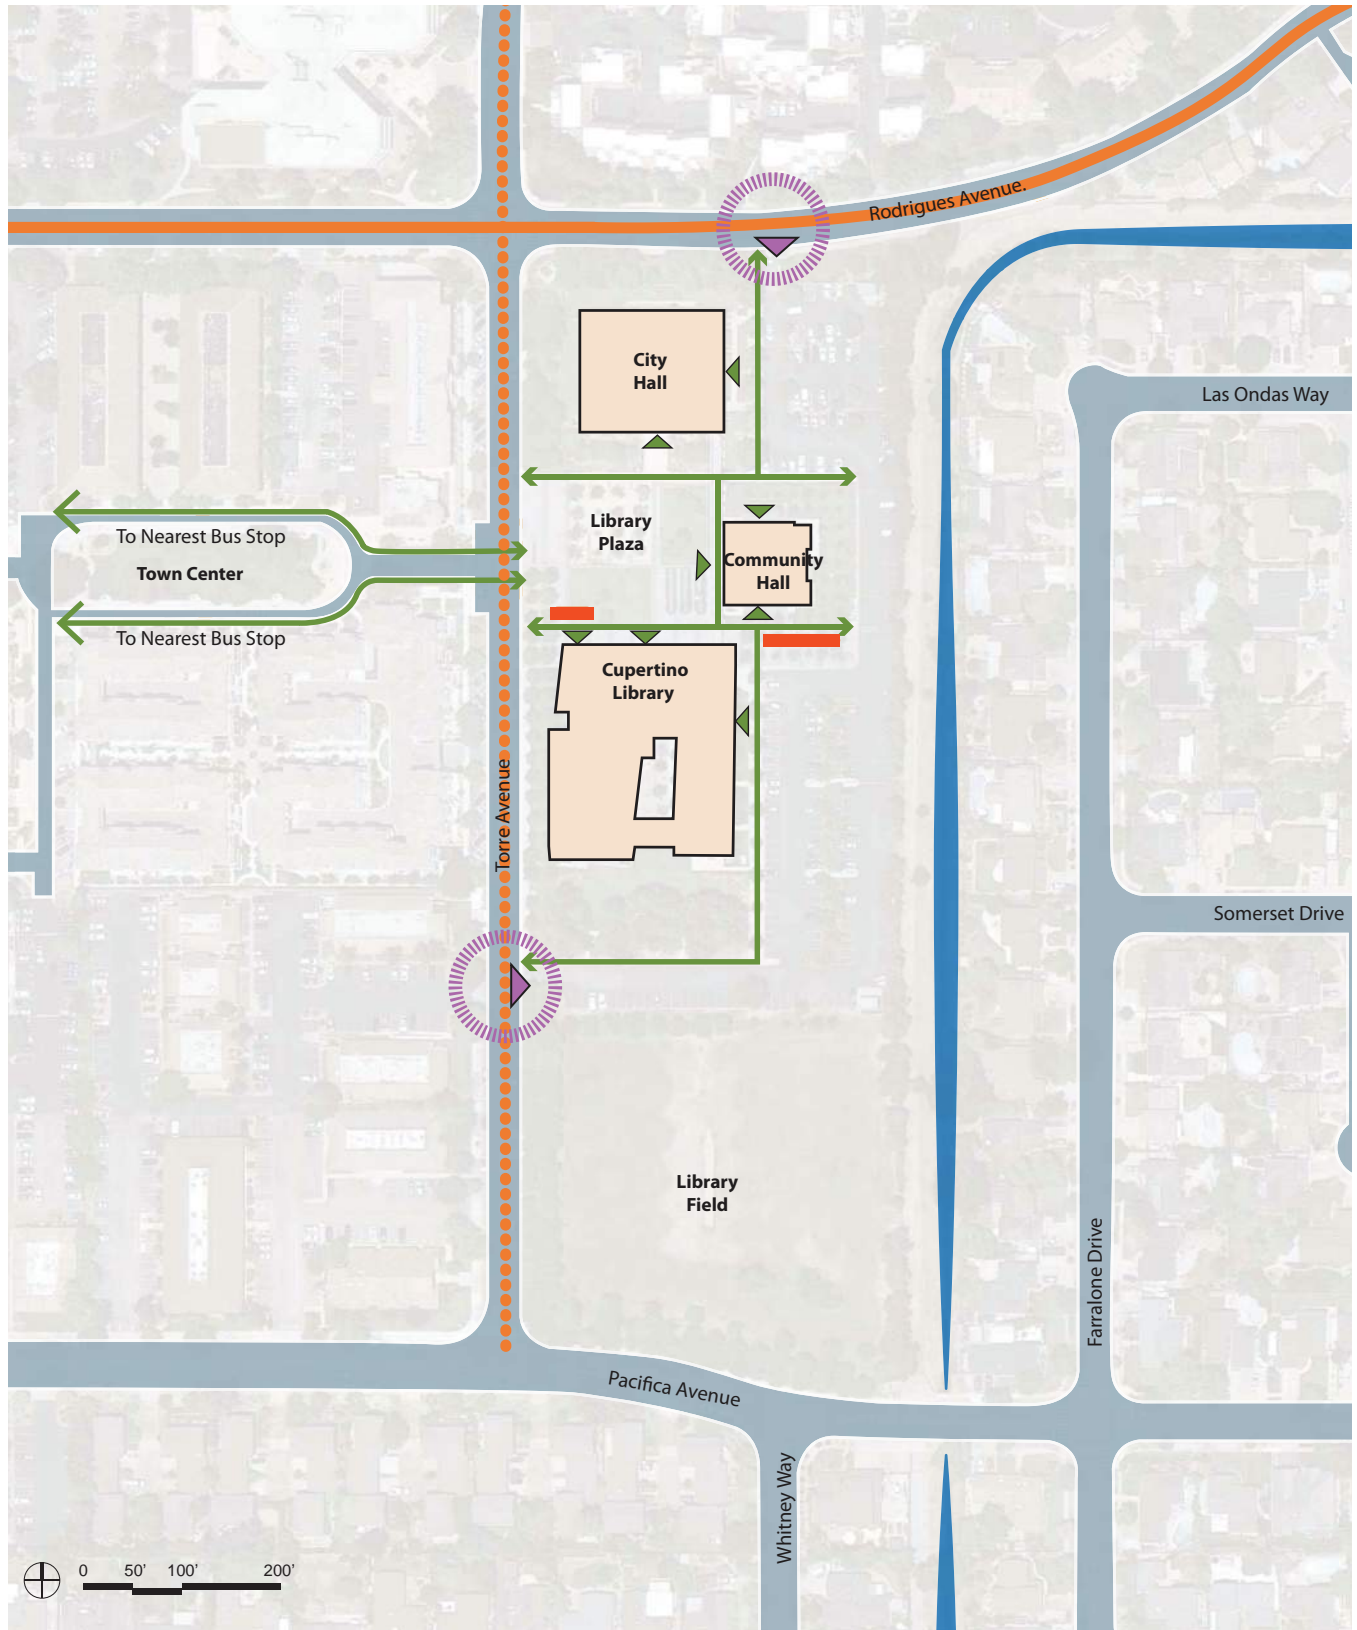 Rodrigues Avenue.
City
Hall
Las Ondas Way
Library
Plaza
To Nearest Bus Stop
Community
Hall
Town Center
To Nearest Bus Stop
Cupertino
Library
Torre Avenue
Somerset Drive
Library
Field
Farralone Drive
Pacifica Avenue
Whitney Way
0 50' 100' 200'